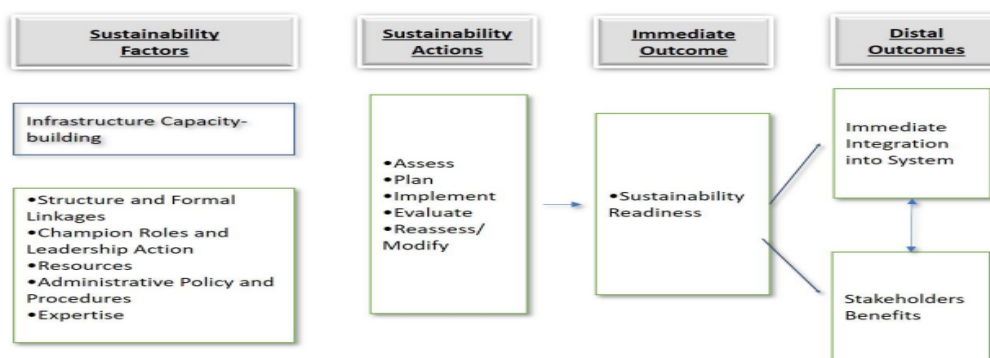 Sustainability
Factors
Sustainability
Actions
Immediate
Outcome
Distal
Outcomes
Infrastructure Capacity-
building
•Structure and Formal
Linkages
•Champion Roles and
Leadership Action
•Resources
•Administrative Policy and
Procedures
•Expertise
•Assess
•Plan
•Implement
•Evaluate
•Reassess/
Modify
•Sustainability
Readiness
Immediate
Integration
into System
Stakeholders
Benefits